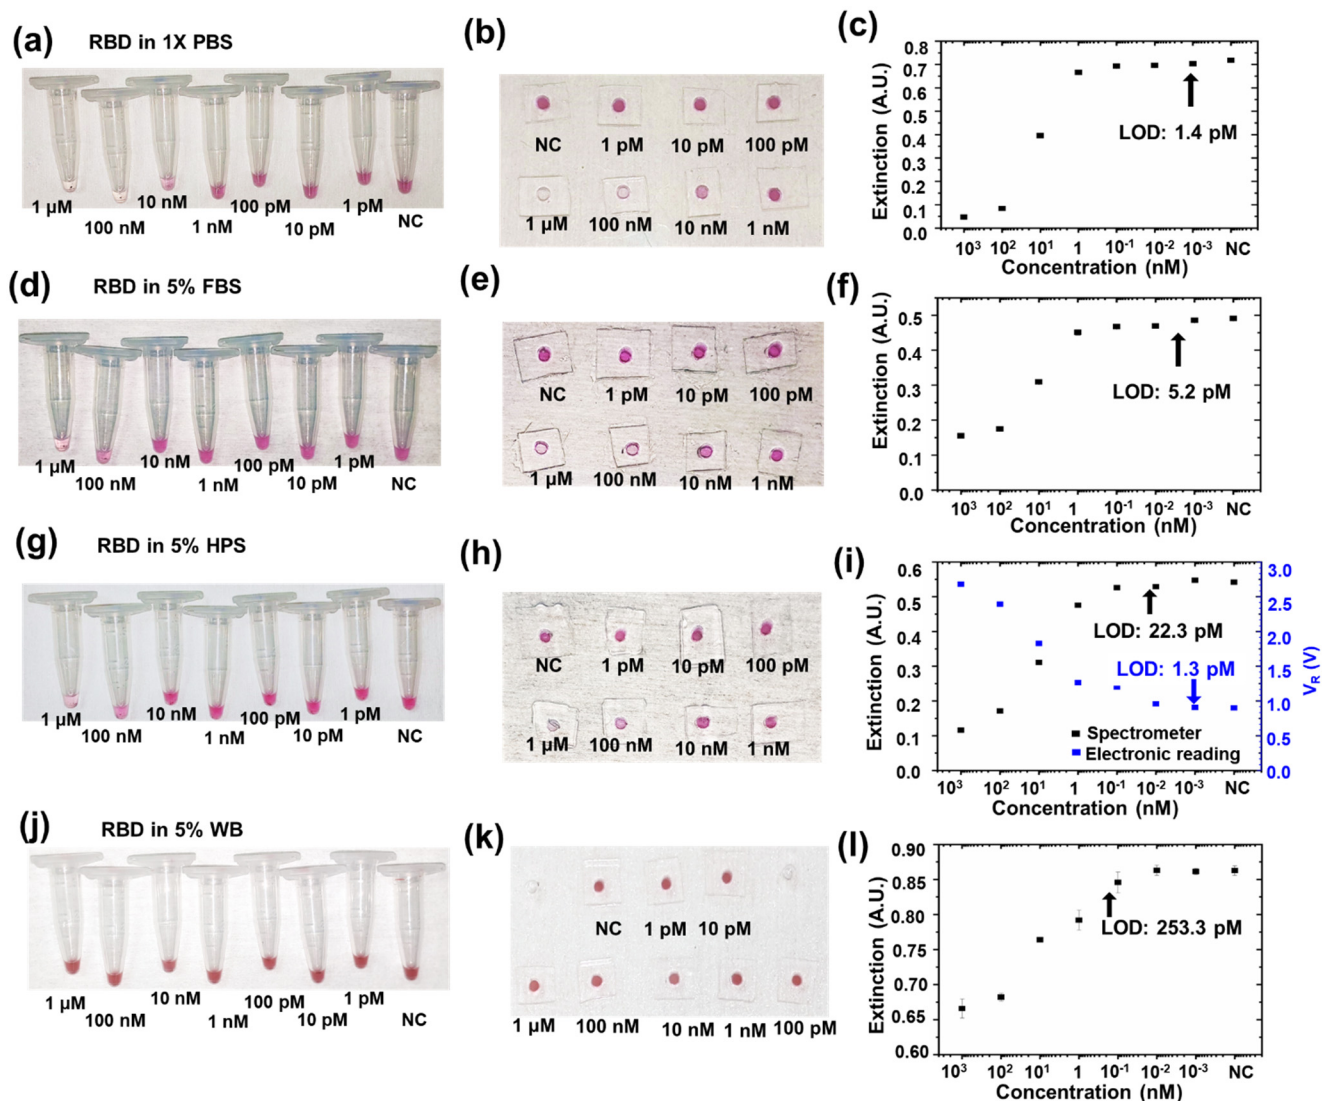 (a)
RBD in 1X PBS
1 µM
100 nM
10 nM
1 nM
100 pM
10 pM
1 pM
NC
(b)
NC 1 pM 10 pM 100 pM
1 µM 100 nM 10 nM 1 nM
(c)
Extinction (A.U.)
0.8
0.7
0.5
0.4
0.4
0.2
0.1
0.0
LOD: 1.4 pM
10³ 10² 10¹ 1 10⁻¹ 10⁻² 10⁻³ NC
Concentration (nM)
(d)
RBD in 5% FBS
1 µM
100 nM
10 nM
1 nM
100 pM
10 pM
1 pM
NC
(e)
NC 1 pM 10 pM 100 pM
1 µM 100 nM 10 nM 1 nM
(f)
Extinction (A.U.)
0.5
0.4
0.3
0.2
0.1
0.0
LOD: 5.2 pM
10³ 10² 10¹ 1 10⁻¹ 10⁻² 10⁻³ NC
Concentration (nM)
(g)
RBD in 5% HPS
1 µM
100 nM
10 nM
1 nM
100 pM
10 pM
1 pM
NC
(h)
NC 1 pM 10 pM 100 pM
1 µM 100 nM 10 nM 1 nM
(i)
Extinction (A.U.)
0.6
0.5
0.4
0.3
0.2
0.1
0.0
LOD: 22.3 pM
LOD: 1.3 pM
Spectrometer
Electronic reading
3.0
2.5
2.0
1.5
1.0
0.5
0.0
V_R (V)
10³ 10² 10¹ 1 10⁻¹ 10⁻² 10⁻³ NC
Concentration (nM)
(j)
RBD in 5% WB
1 µM
100 nM
10 nM
1 nM
100 pM
10 pM
1 pM
NC
(k)
NC 1 pM 10 pM
1 µM 100 nM 10 nM 1 nM 100 pM
(l)
Extinction (A.U.)
0.90
0.85
0.80
0.75
0.70
0.65
0.60
LOD: 253.3 pM
10³ 10² 10¹ 1 10⁻¹ 10⁻² 10⁻³ NC
Concentration (nM)